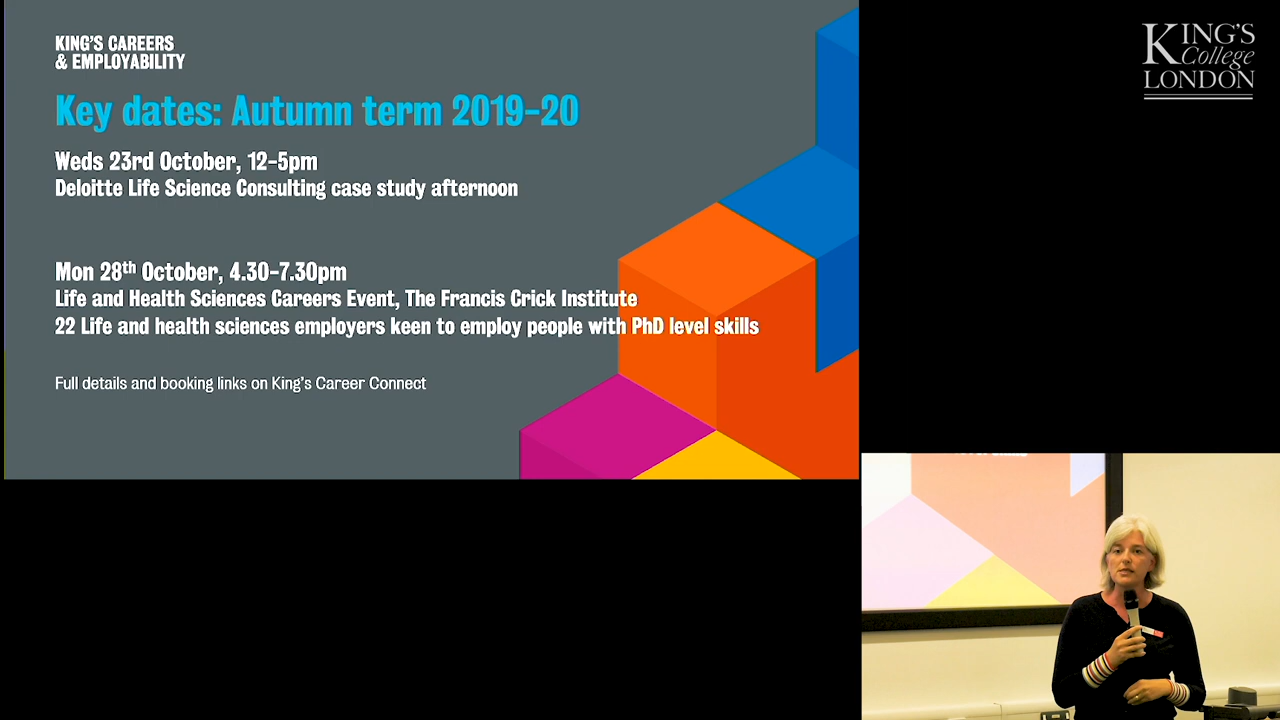 KING'S CAREERS
& EMPLOYABILITY
Key dates: Autumn term 2019-20
Weds 23rd October, 12-5pm
Deloitte Life Science Consulting case study afternoon
Mon 28th October, 4.30-7.30pm
Life and Health Sciences Careers Event, The Francis Crick Institute
22 Life and health sciences employers keen to employ people with PhD level skills
Full details and booking links on King's Career Connect
KING'S
College
LONDON